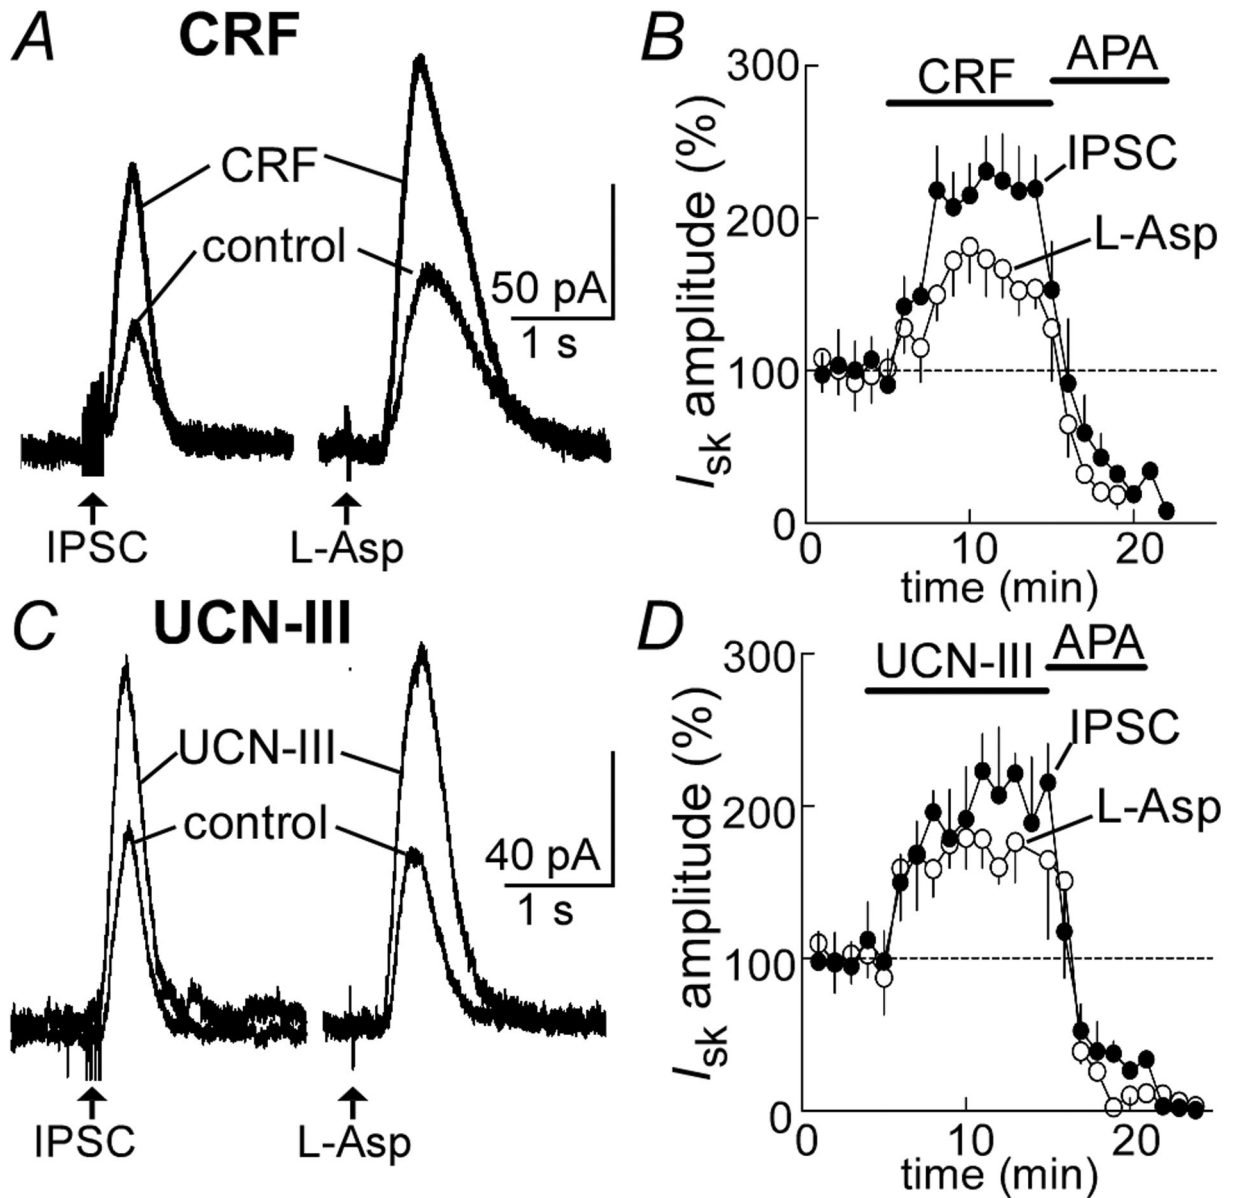 A CRF
CRF
control
50 pA
1 s
IPSC L-Asp
B
CRF APA
IPSC
L-Asp
Isk amplitude (%)
300
200
100
0
0 10 20
time (min)
C UCN-III
UCN-III
control
40 pA
1 s
IPSC L-Asp
D
UCN-III APA
IPSC
L-Asp
Isk amplitude (%)
300
200
100
0
0 10 20
time (min)